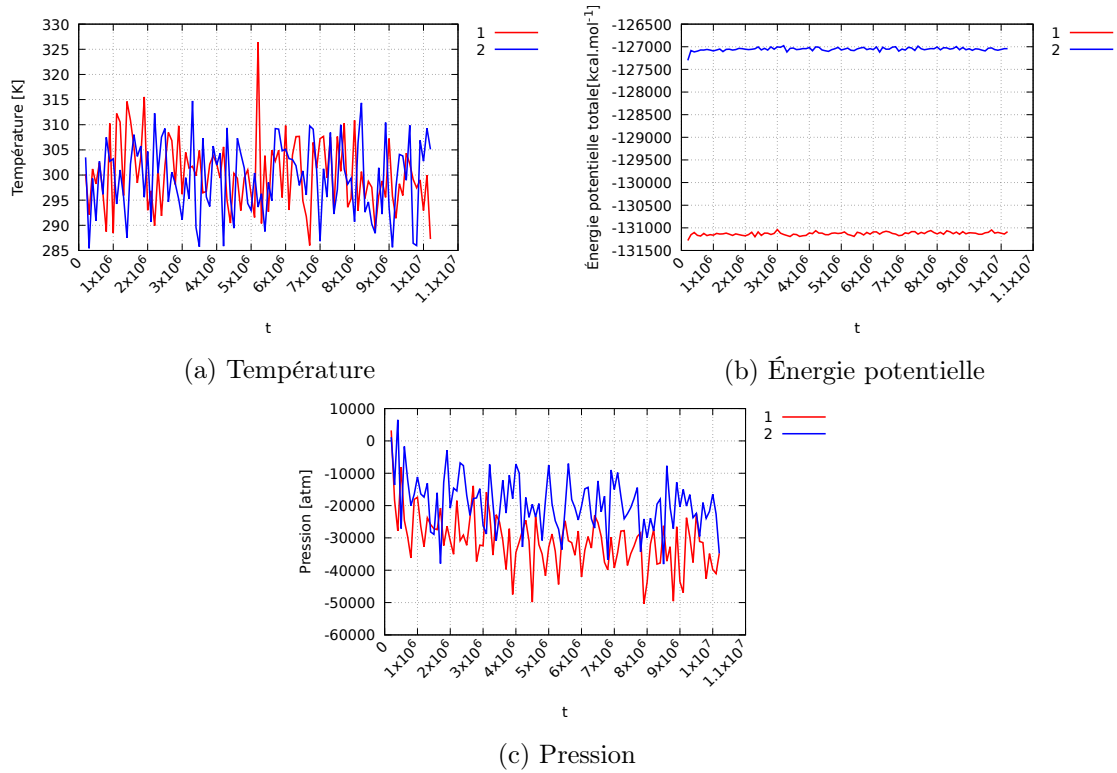 Température [K]
330
325
320
315
310
305
300
295
290
285
0
1x10⁶
2x10⁶
3x10⁶
4x10⁶
5x10⁶
6x10⁶
7x10⁶
8x10⁶
9x10⁶
1x10⁷
1.1x10⁷
t
1
2
(a) Température
Énergie potentielle totale[kcal.mol⁻¹]
-126500
-127000
-127500
-128000
-128500
-129000
-129500
-130000
-130500
-131000
-131500
0
1x10⁶
2x10⁶
3x10⁶
4x10⁶
5x10⁶
6x10⁶
7x10⁶
8x10⁶
9x10⁶
1x10⁷
1.1x10⁷
t
1
2
(b) Énergie potentielle
Pression [atm]
10000
0
-10000
-20000
-30000
-40000
-50000
-60000
0
1x10⁶
2x10⁶
3x10⁶
4x10⁶
5x10⁶
6x10⁶
7x10⁶
8x10⁶
9x10⁶
1x10⁷
1.1x10⁷
t
1
2
(c) Pression